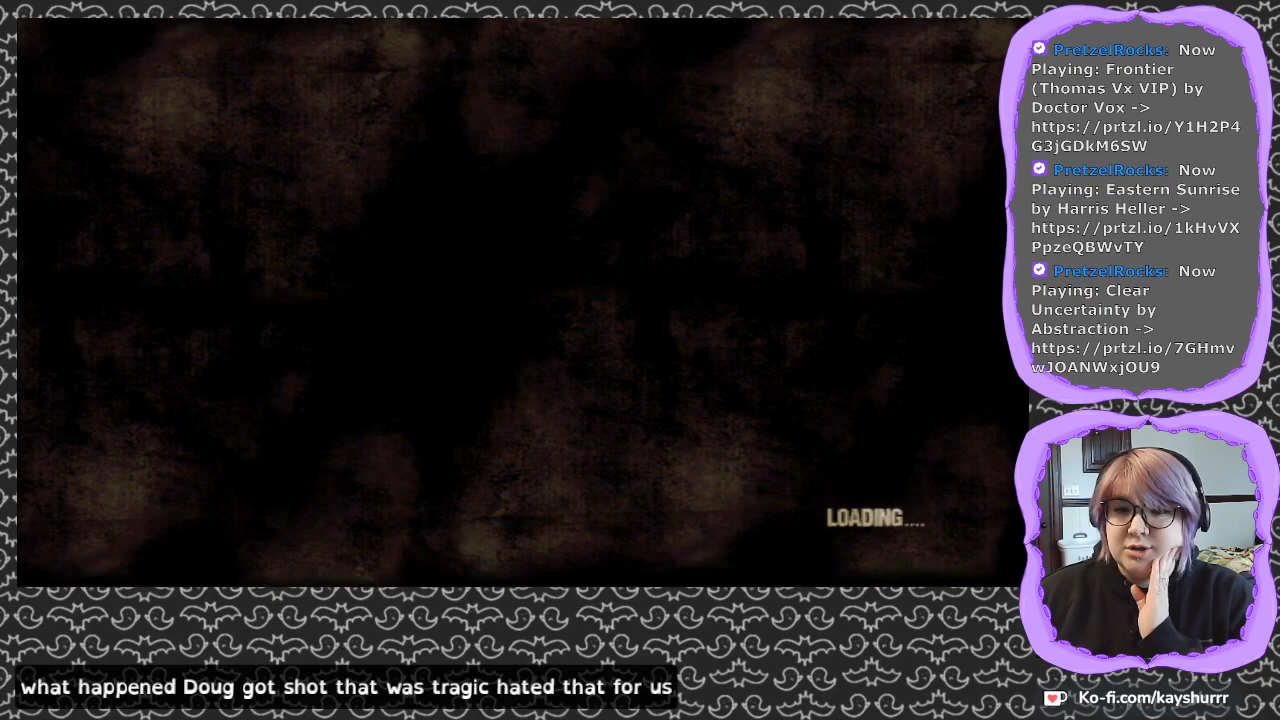 PretzelRocks: Now
Playing: Frontier
(Thomas Vx VIP) by
Doctor Vox ->
https://prtzl.io/Y1H2P4
G3jGDkM6SW
PretzelRocks: Now
Playing: Eastern Sunrise
by Harris Heller ->
https://prtzl.io/1kHvVX
PpzeQBWvTY
PretzelRocks: Now
Playing: Clear
Uncertainty by
Abstraction ->
https://prtzl.io/7GHmv
wJOANWxjOU9
LOADING....
what happened Doug got shot that was tragic hated that for us
Ko-fi.com/kayshurrr